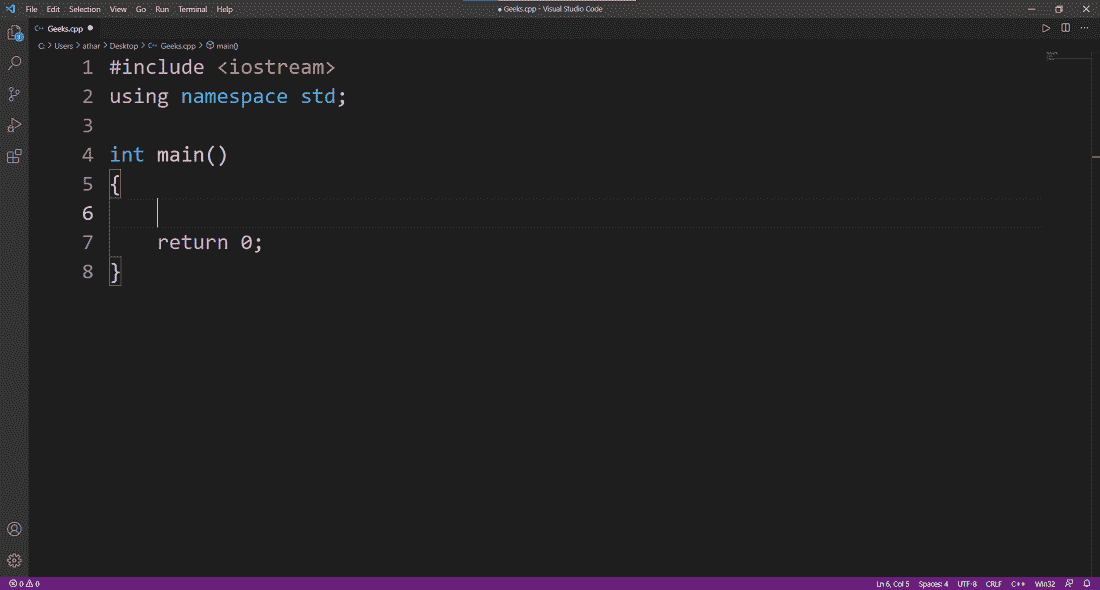 File Edit Selection View Go Run Terminal Help ● Geeks.cpp - Visual Studio Code
Geeks.cpp ●
C: > Users > athar > Desktop > Geeks.cpp > main()
1 #include <iostream>
2 using namespace std;
3
4 int main()
5 {
6
7 return 0;
8 }
0 0 Ln 6, Col 5 Spaces: 4 UTF-8 CRLF C++ Win32